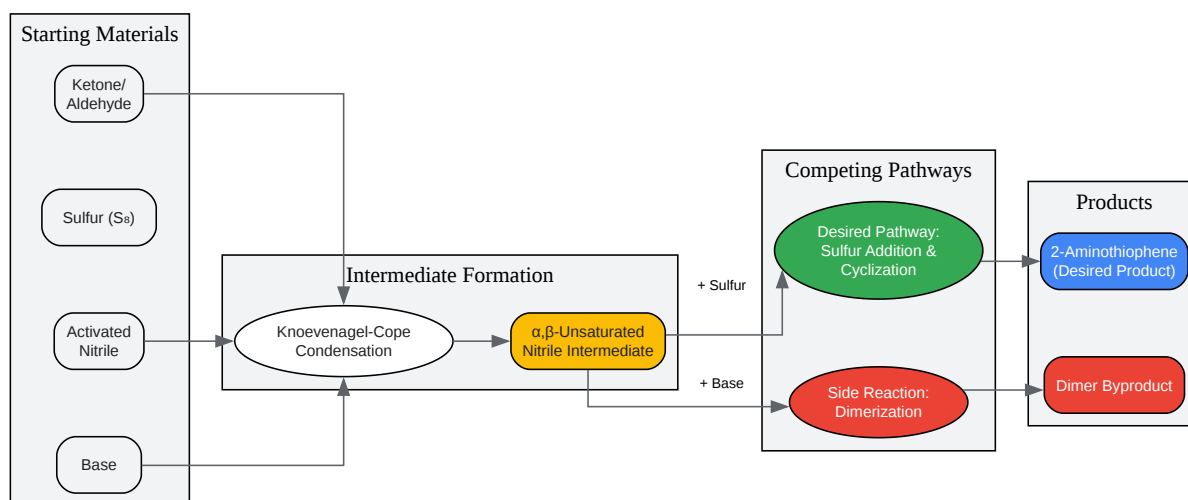 Starting Materials
Ketone/
Aldehyde
Sulfur (S₈)
Activated
Nitrile
Base
Intermediate Formation
Knoevenagel-Cope
Condensation
α,β-Unsaturated
Nitrile Intermediate
+ Sulfur
+ Base
Competing Pathways
Desired Pathway:
Sulfur Addition &
Cyclization
Side Reaction:
Dimerization
Products
2-Aminothiophene
(Desired Product)
Dimer Byproduct